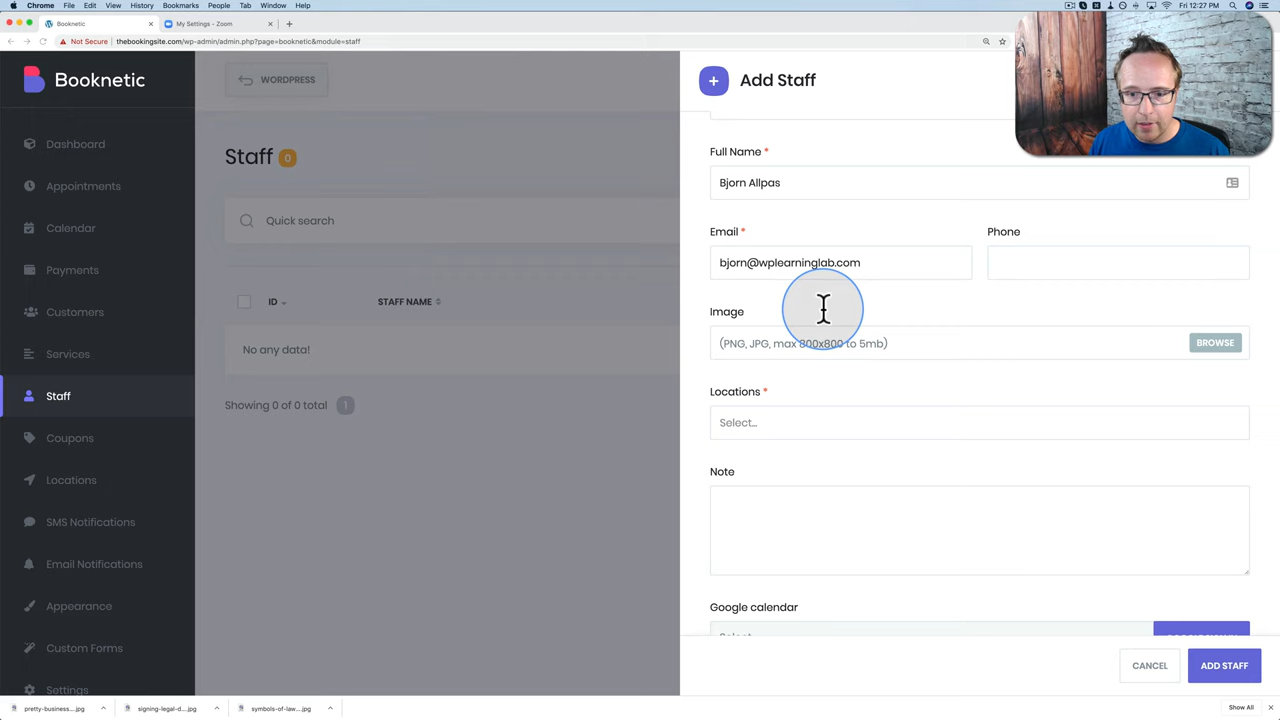 Chrome File Edit View History Bookmarks People Tab Window Help
Fri 12:27 PM
Booknetic
My Settings - Zoom
Not Secure thebookingsite.com/wp-admin/admin.php?page=booknetic&module=staff
Booknetic
WORDPRESS
Add Staff
Dashboard
Appointments
Calendar
Payments
Customers
Services
Staff
Coupons
Locations
SMS Notifications
Email Notifications
Appearance
Custom Forms
Settings
Staff 0
Quick search
ID STAFF NAME
No any data!
Showing 0 of 0 total 1
Full Name *
Bjorn Allpas
Email * Phone
bjorn@wplearninglab.com
Image
(PNG, JPG, max 800x800 to 5mb) BROWSE
Locations *
Select...
Note
Google calendar
Select...
CANCEL ADD STAFF
pretty-business....jpg signing-legal-d....jpg symbols-of-law....jpg Show All